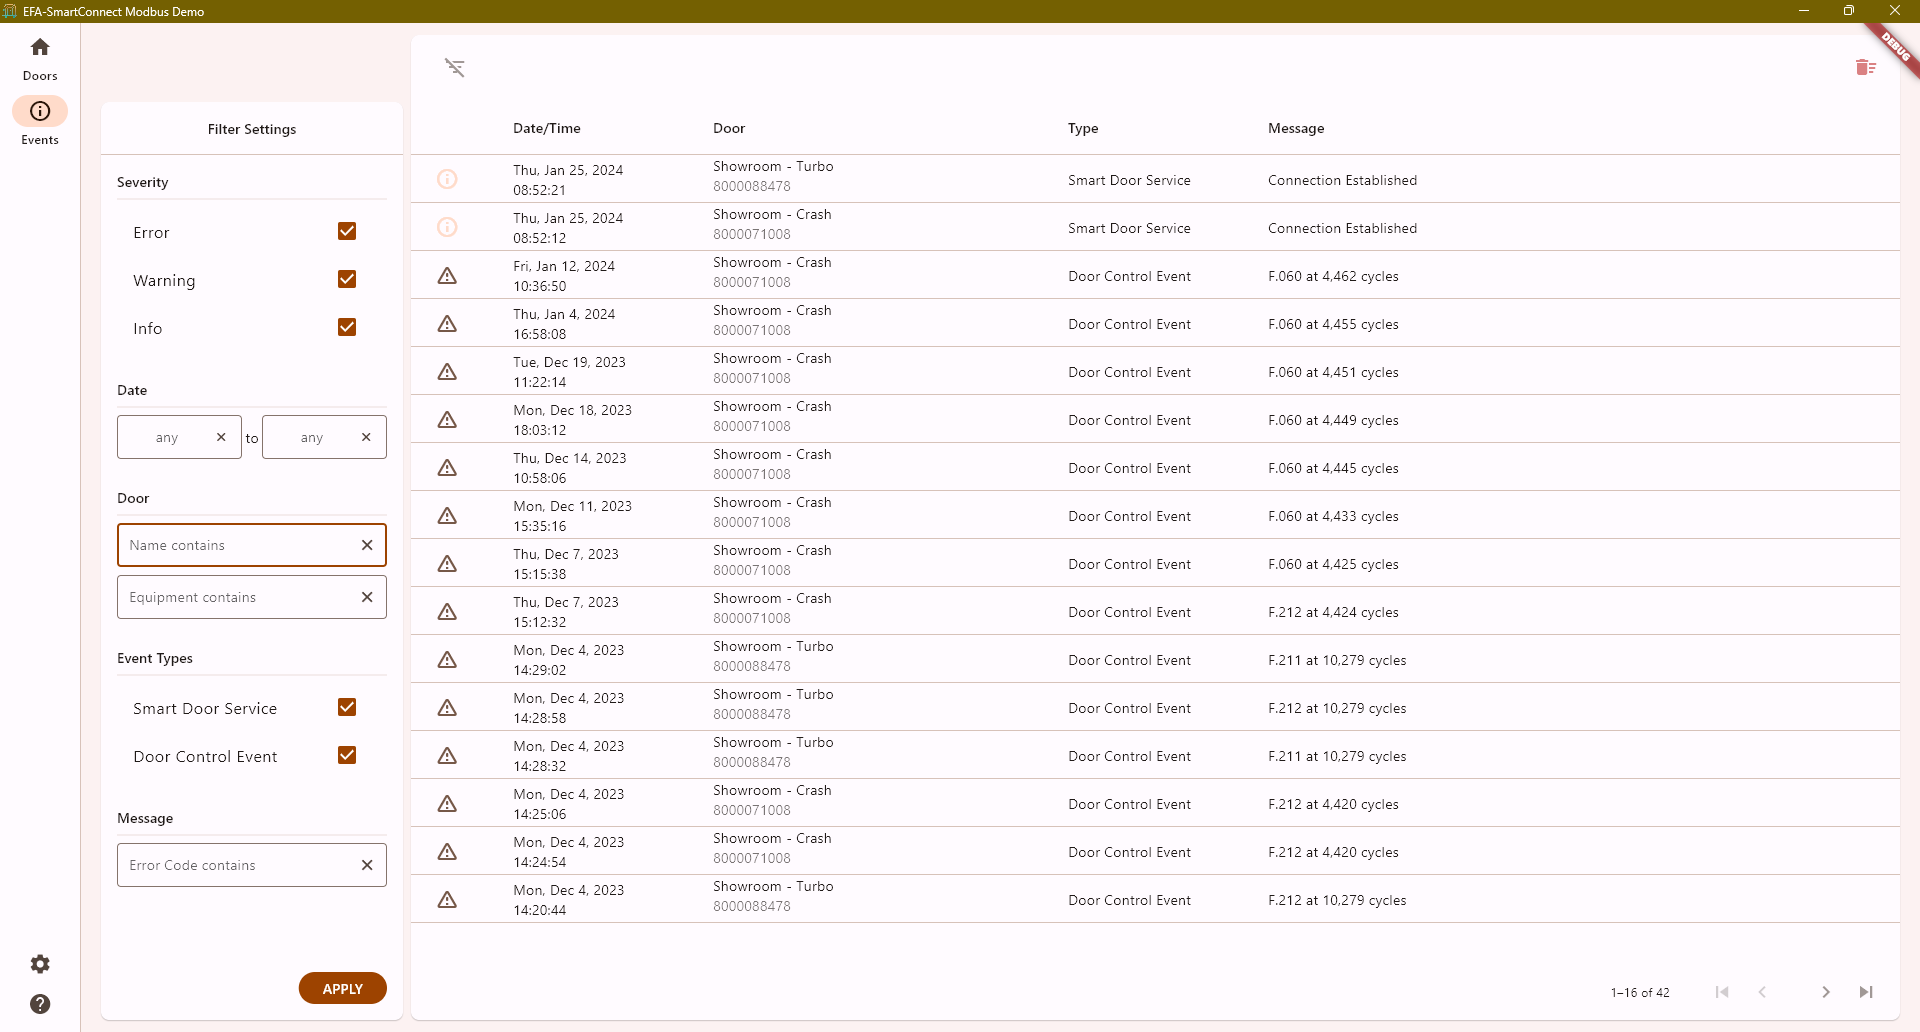 EFA-SmartConnect Modbus Demo
DEBUG
Doors
Events
Filter Settings
Severity
Error
Warning
Info
Date
any to any
Door
Name contains
Equipment contains
Event Types
Smart Door Service
Door Control Event
Message
Error Code contains
APPLY
Date/Time Door Type Message
Thu, Jan 25, 2024 Showroom - Turbo Smart Door Service Connection Established
08:52:21 8000088478
Thu, Jan 25, 2024 Showroom - Crash Smart Door Service Connection Established
08:52:12 8000071008
Fri, Jan 12, 2024 Showroom - Crash Door Control Event F.060 at 4,462 cycles
10:36:50 8000071008
Thu, Jan 4, 2024 Showroom - Crash Door Control Event F.060 at 4,455 cycles
16:58:08 8000071008
Tue, Dec 19, 2023 Showroom - Crash Door Control Event F.060 at 4,451 cycles
11:22:14 8000071008
Mon, Dec 18, 2023 Showroom - Crash Door Control Event F.060 at 4,449 cycles
18:03:12 8000071008
Thu, Dec 14, 2023 Showroom - Crash Door Control Event F.060 at 4,445 cycles
10:58:06 8000071008
Mon, Dec 11, 2023 Showroom - Crash Door Control Event F.060 at 4,433 cycles
15:35:16 8000071008
Thu, Dec 7, 2023 Showroom - Crash Door Control Event F.060 at 4,425 cycles
15:15:38 8000071008
Thu, Dec 7, 2023 Showroom - Crash Door Control Event F.212 at 4,424 cycles
15:12:32 8000071008
Mon, Dec 4, 2023 Showroom - Turbo Door Control Event F.211 at 10,279 cycles
14:29:02 8000088478
Mon, Dec 4, 2023 Showroom - Turbo Door Control Event F.212 at 10,279 cycles
14:28:58 8000088478
Mon, Dec 4, 2023 Showroom - Turbo Door Control Event F.211 at 10,279 cycles
14:28:32 8000088478
Mon, Dec 4, 2023 Showroom - Crash Door Control Event F.212 at 4,420 cycles
14:25:06 8000071008
Mon, Dec 4, 2023 Showroom - Crash Door Control Event F.212 at 4,420 cycles
14:24:54 8000071008
Mon, Dec 4, 2023 Showroom - Turbo Door Control Event F.212 at 10,279 cycles
14:20:44 8000088478
1–16 of 42